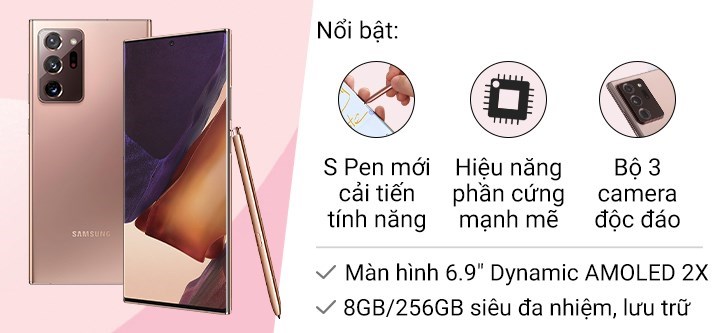 Nổi bật:
SAMSUNG
S Pen mới
cải tiến
tính năng
Hiệu năng
phần cứng
mạnh mẽ
Bộ 3
camera
độc đáo
Màn hình 6.9" Dynamic AMOLED 2X
8GB/256GB siêu đa nhiệm, lưu trữ